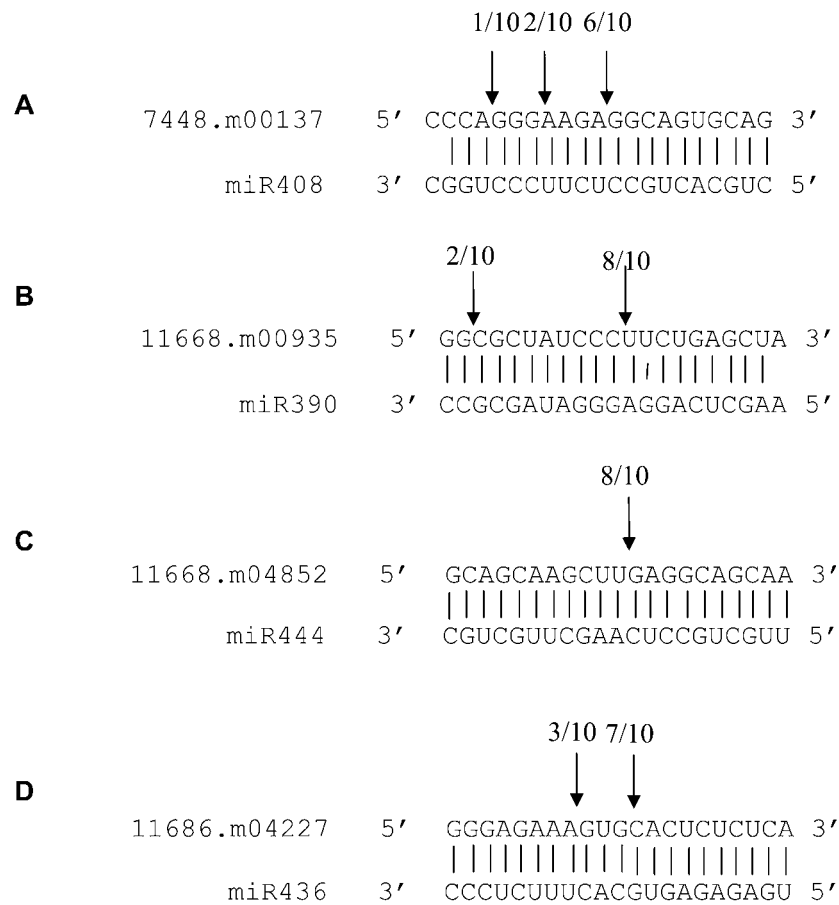 1/10 2/10 6/10
A
7448.m00137 5′ CCCAGGGAAGAGGCAGUGCAG 3′
miR408 3′ CGGUCCCUUCUCCGUCACGUC 5′
2/10 8/10
B
11668.m00935 5′ GGCGCUAUCCCUUCUGAGCUA 3′
miR390 3′ CCGCGAUAGGGAGGACUCGAA 5′
8/10
C
11668.m04852 5′ GCAGCAAGCUUGAGGCAGCAA 3′
miR444 3′ CGUCGUUCGAACUCCGUCGUU 5′
3/10 7/10
D
11686.m04227 5′ GGGAGAAAGUGCACUCUCUCA 3′
miR436 3′ CCCUCUUUCACGUGAGAGAGU 5′